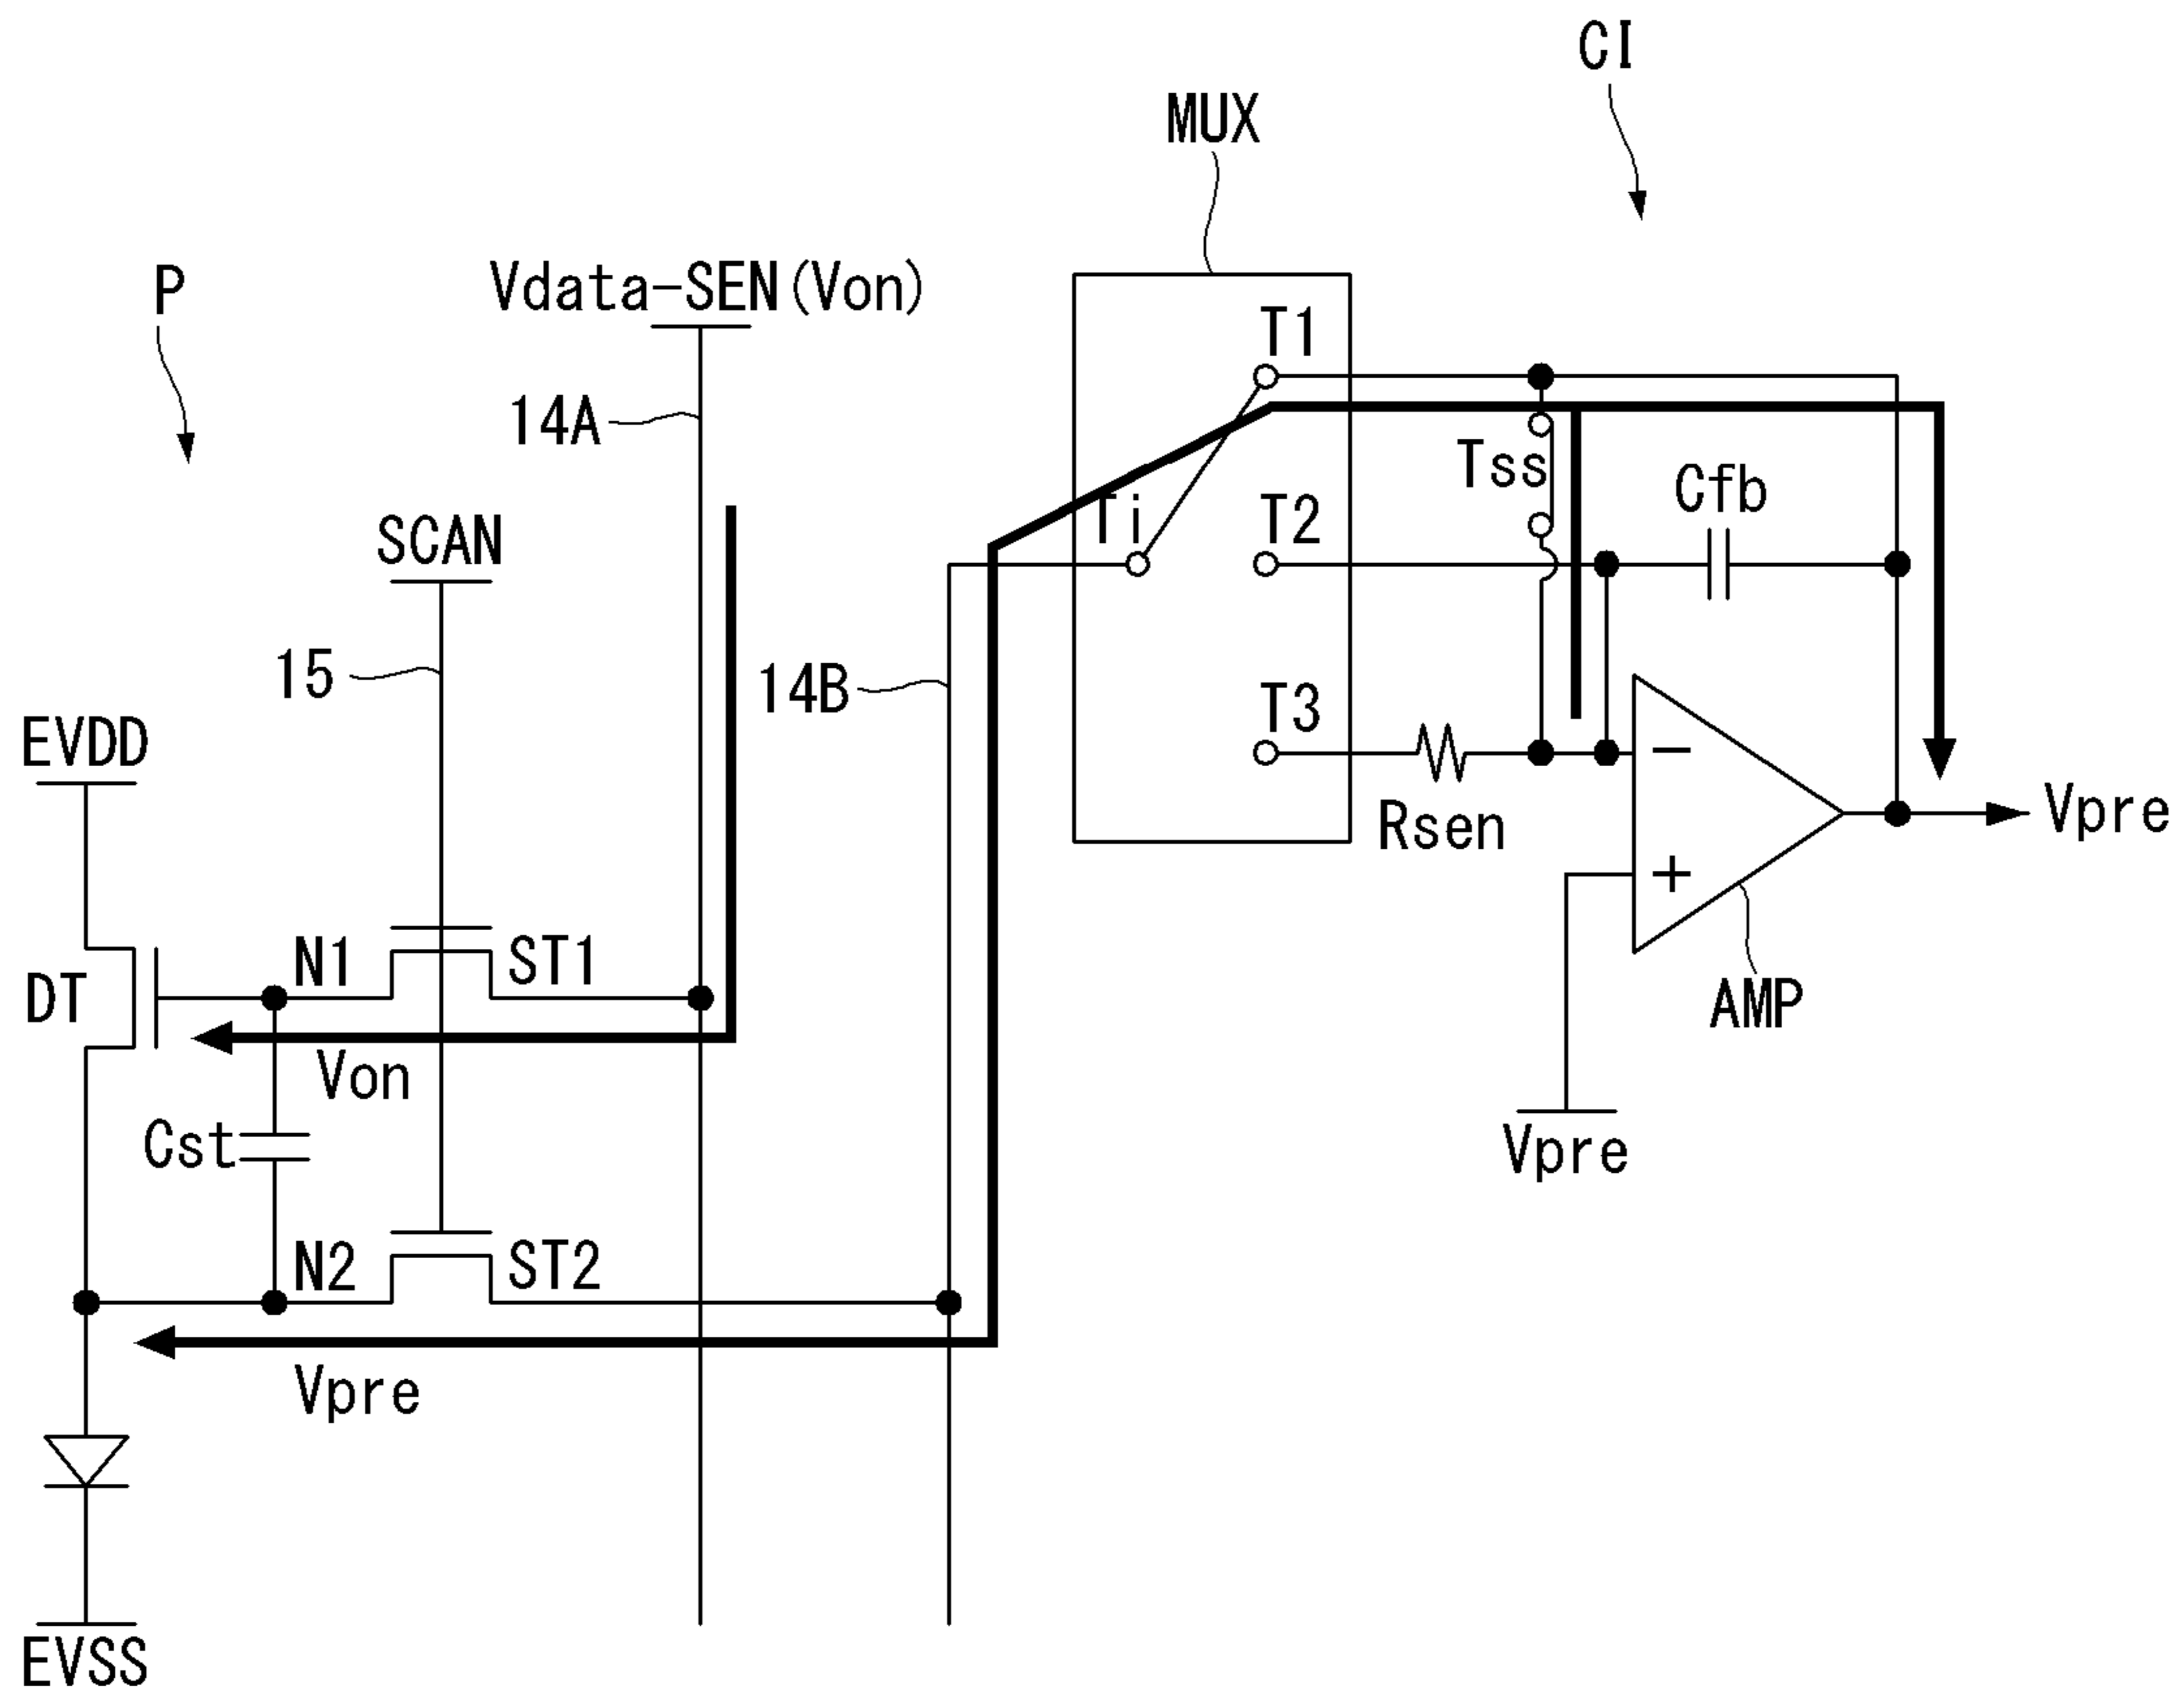 CI
MUX
P
Vdata-SEN(Von)
T1
14A
Tss
Cfb
Ti
T2
SCAN
15
14B
T3
EVDD
Rsen
−
Vpre
+
N1
ST1
DT
AMP
Von
Cst
Vpre
N2
ST2
Vpre
EVSS